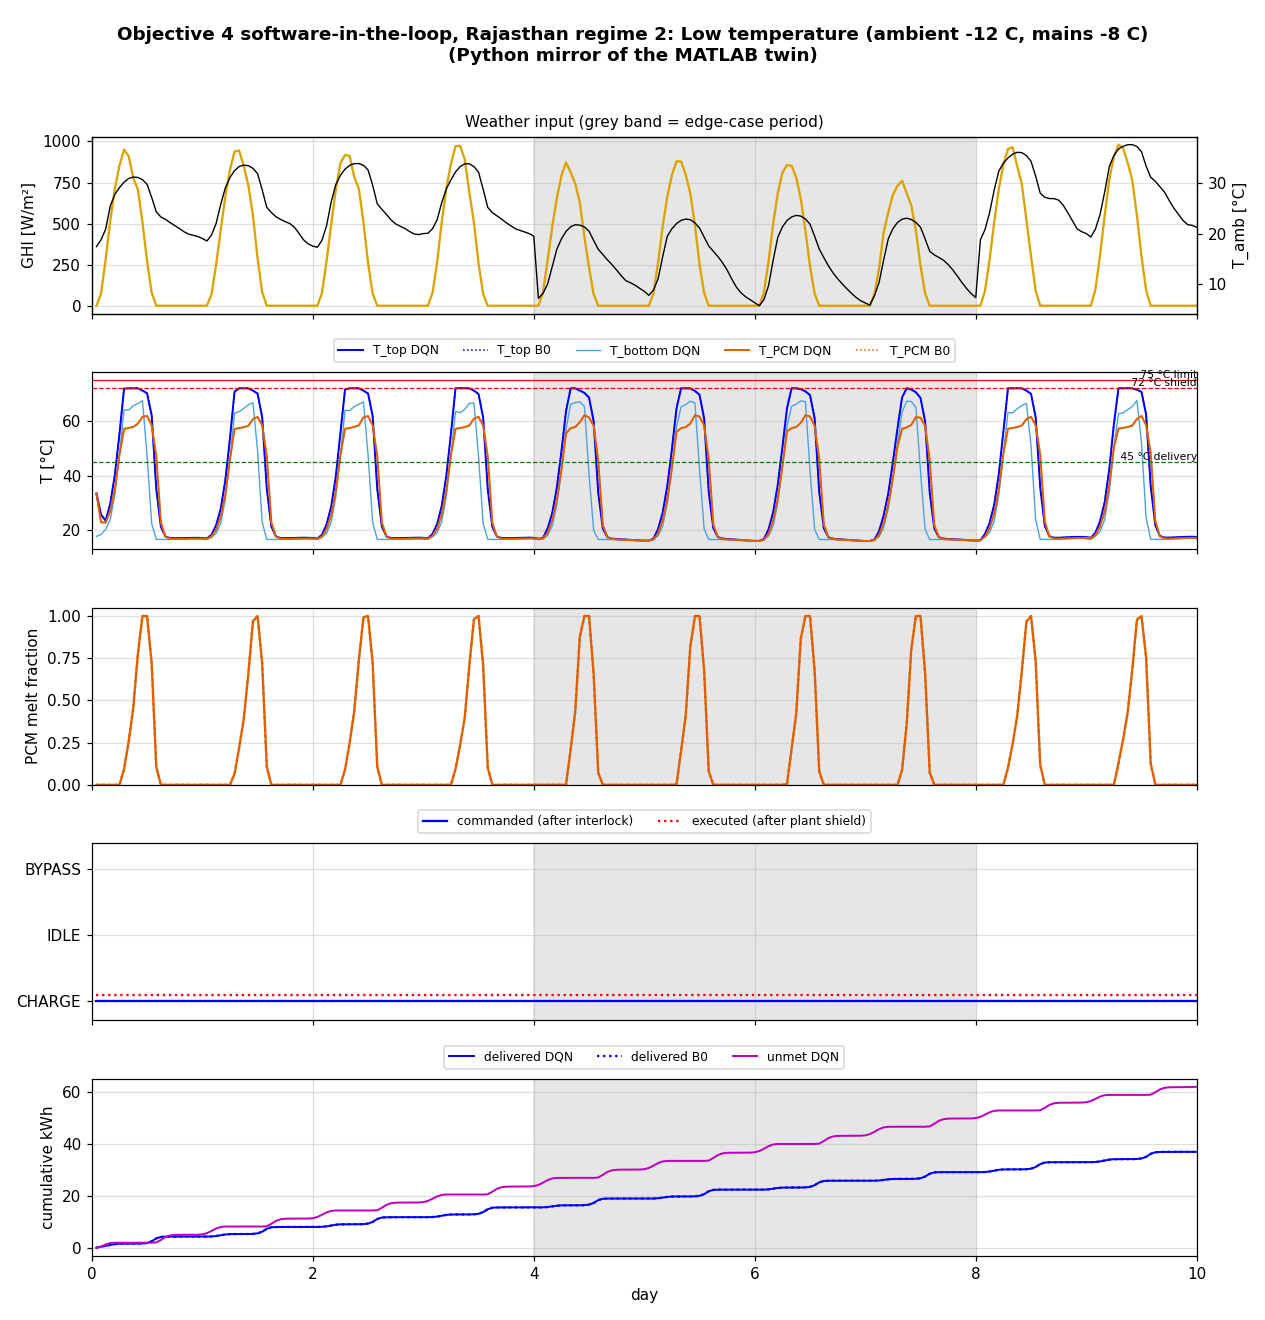 Objective 4 software-in-the-loop, Rajasthan regime 2: Low temperature (ambient -12 C, mains -8 C)
(Python mirror of the MATLAB twin)
Weather input (grey band = edge-case period)
GHI [W/m²]
1000
750
500
250
0
T_amb [°C]
30
20
10
T_top DQN
T_top B0
T_bottom DQN
T_PCM DQN
T_PCM B0
T [°C]
60
40
20
75 °C limit
72 °C shield
45 °C delivery
PCM melt fraction
1.00
0.75
0.50
0.25
0.00
commanded (after interlock)
executed (after plant shield)
BYPASS
IDLE
CHARGE
delivered DQN
delivered B0
unmet DQN
cumulative kWh
60
40
20
0
0 2 4 6 8 10
day